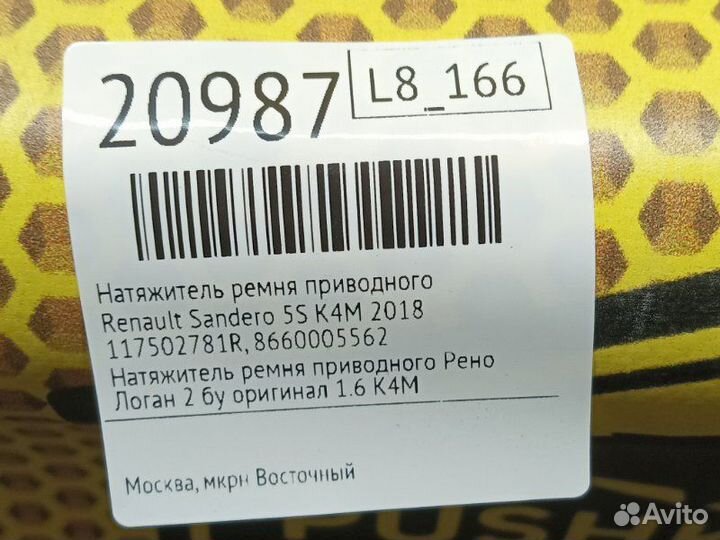 20987
L8_166
Натяжитель ремня приводного
Renault Sandero 5S K4M 2018
117502781R, 8660005562
Натяжитель ремня приводного Рено
Логан 2 бу оригинал 1.6 K4M
Москва, мкрн Восточный
PUSH
Avito